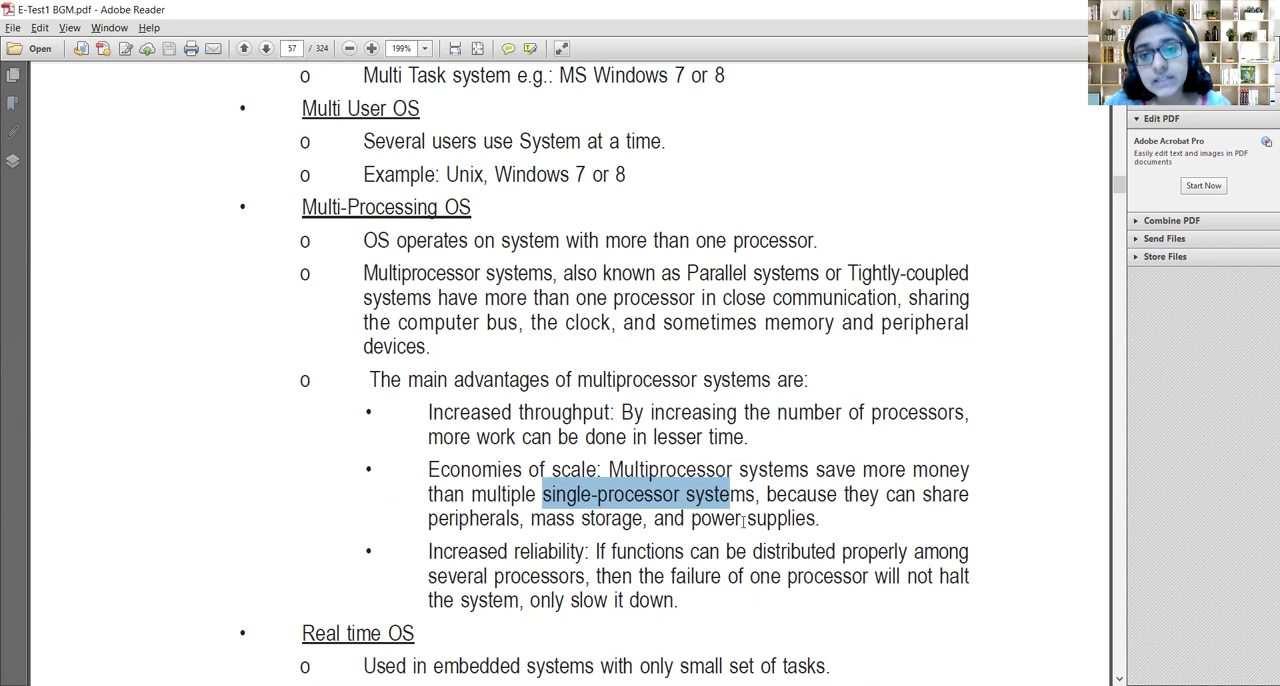 E-Test1 BGM.pdf - Adobe Reader
File Edit View Window Help
Open 57 / 324 199%
o Multi Task system e.g.: MS Windows 7 or 8
• Multi User OS
o Several users use System at a time.
o Example: Unix, Windows 7 or 8
• Multi-Processing OS
o OS operates on system with more than one processor.
o Multiprocessor systems, also known as Parallel systems or Tightly-coupled
systems have more than one processor in close communication, sharing
the computer bus, the clock, and sometimes memory and peripheral
devices.
o The main advantages of multiprocessor systems are:
• Increased throughput: By increasing the number of processors,
more work can be done in lesser time.
• Economies of scale: Multiprocessor systems save more money
than multiple single-processor systems, because they can share
peripherals, mass storage, and power supplies.
• Increased reliability: If functions can be distributed properly among
several processors, then the failure of one processor will not halt
the system, only slow it down.
• Real time OS
o Used in embedded systems with only small set of tasks.
Edit PDF
Adobe Acrobat Pro
Easily edit text and images in PDF
documents
Start Now
Combine PDF
Send Files
Store Files